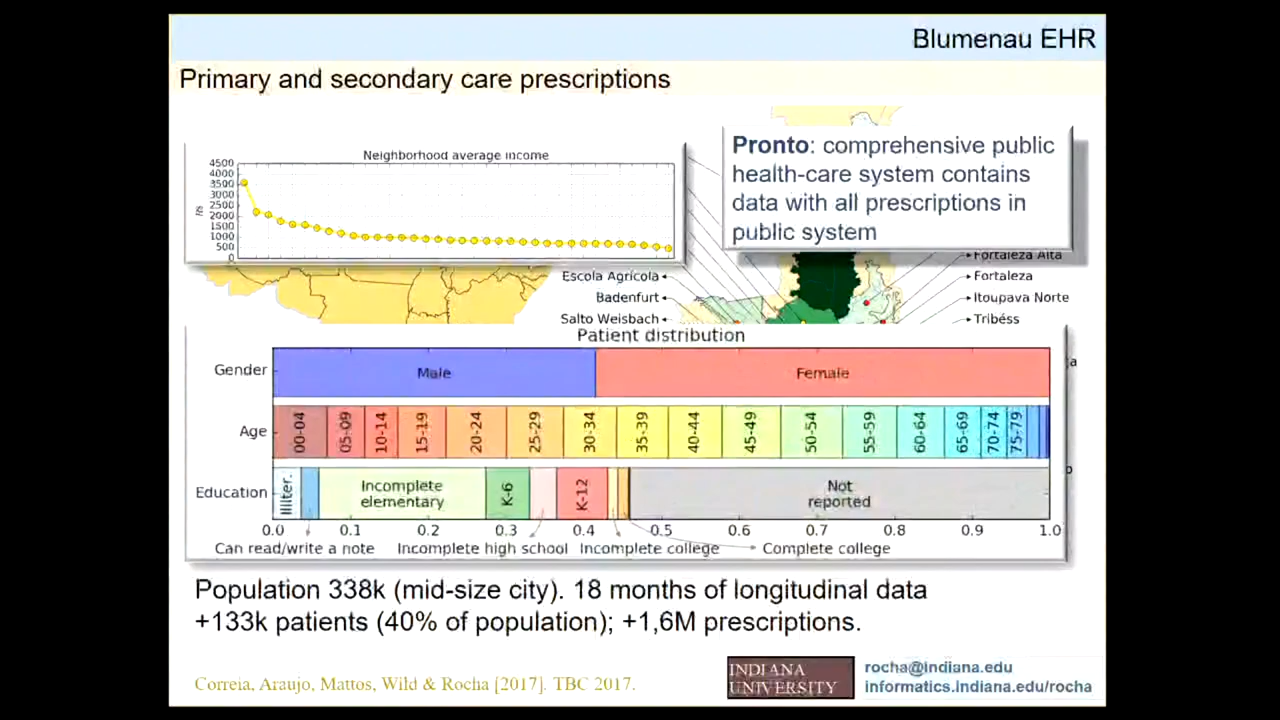 Blumenau EHR
Primary and secondary care prescriptions
Neighborhood average income
4500
4000
3500
3000
2500
2000
1500
1000
500
0
R$
Pronto: comprehensive public
health-care system contains
data with all prescriptions in
public system
Fortaleza Alta
Escola Agrícola
Fortaleza
Badenfurt
Itoupava Norte
Salto Weisbach
Tribéss
Patient distribution
Gender
Male
Female
Age
00-04
05-09
10-14
15-19
20-24
25-29
30-34
35-39
40-44
45-49
50-54
55-59
60-64
65-69
70-74
75-79
Education
Illiter.
Incomplete
elementary
K-6
K-12
Not
reported
0.0 0.1 0.2 0.3 0.4 0.5 0.6 0.7 0.8 0.9 1.0
Can read/write a note Incomplete high school Incomplete college Complete college
Population 338k (mid-size city). 18 months of longitudinal data
+133k patients (40% of population); +1,6M prescriptions.
Correia, Araujo, Mattos, Wild & Rocha [2017]. TBC 2017.
INDIANA
UNIVERSITY
rocha@indiana.edu
informatics.indiana.edu/rocha